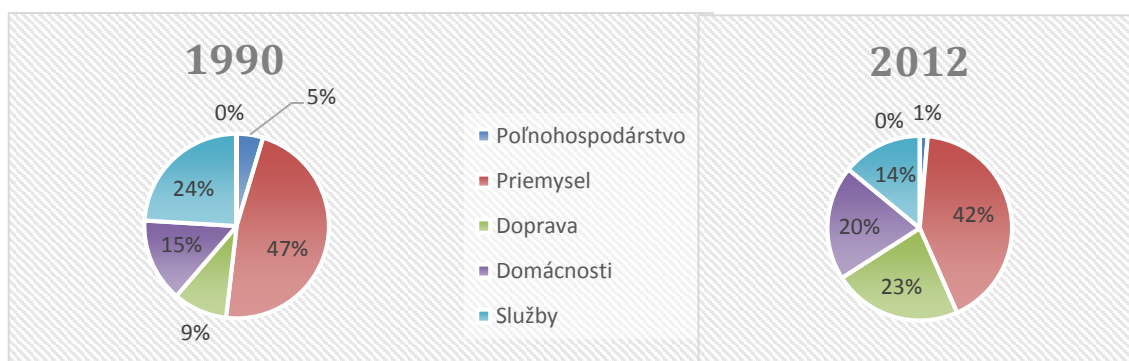 1990
0%
5%
24%
15%
47%
9%
Poľnohospodárstvo
Priemysel
Doprava
Domácnosti
Služby
2012
0%
1%
14%
42%
20%
23%